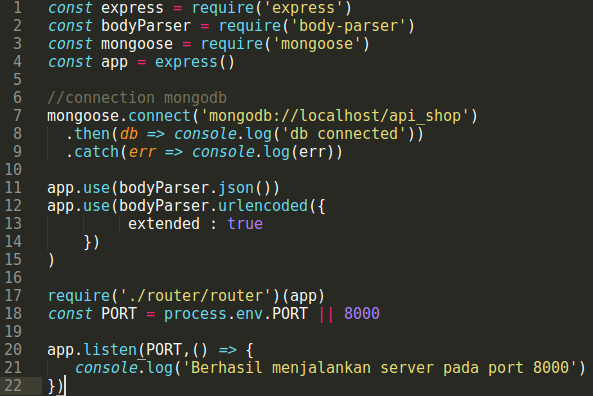 1 const express = require('express')
2 const bodyParser = require('body-parser')
3 const mongoose = require('mongoose')
4 const app = express()
5
6 //connection mongodb
7 mongoose.connect('mongodb://localhost/api_shop')
8   .then(db => console.log('db connected'))
9   .catch(err => console.log(err))
10
11 app.use(bodyParser.json())
12 app.use(bodyParser.urlencoded({
13          extended : true
14     })
15 )
16
17 require('./router/router')(app)
18 const PORT = process.env.PORT || 8000
19
20 app.listen(PORT,() => {
21    console.log('Berhasil menjalankan server pada port 8000')
22 })